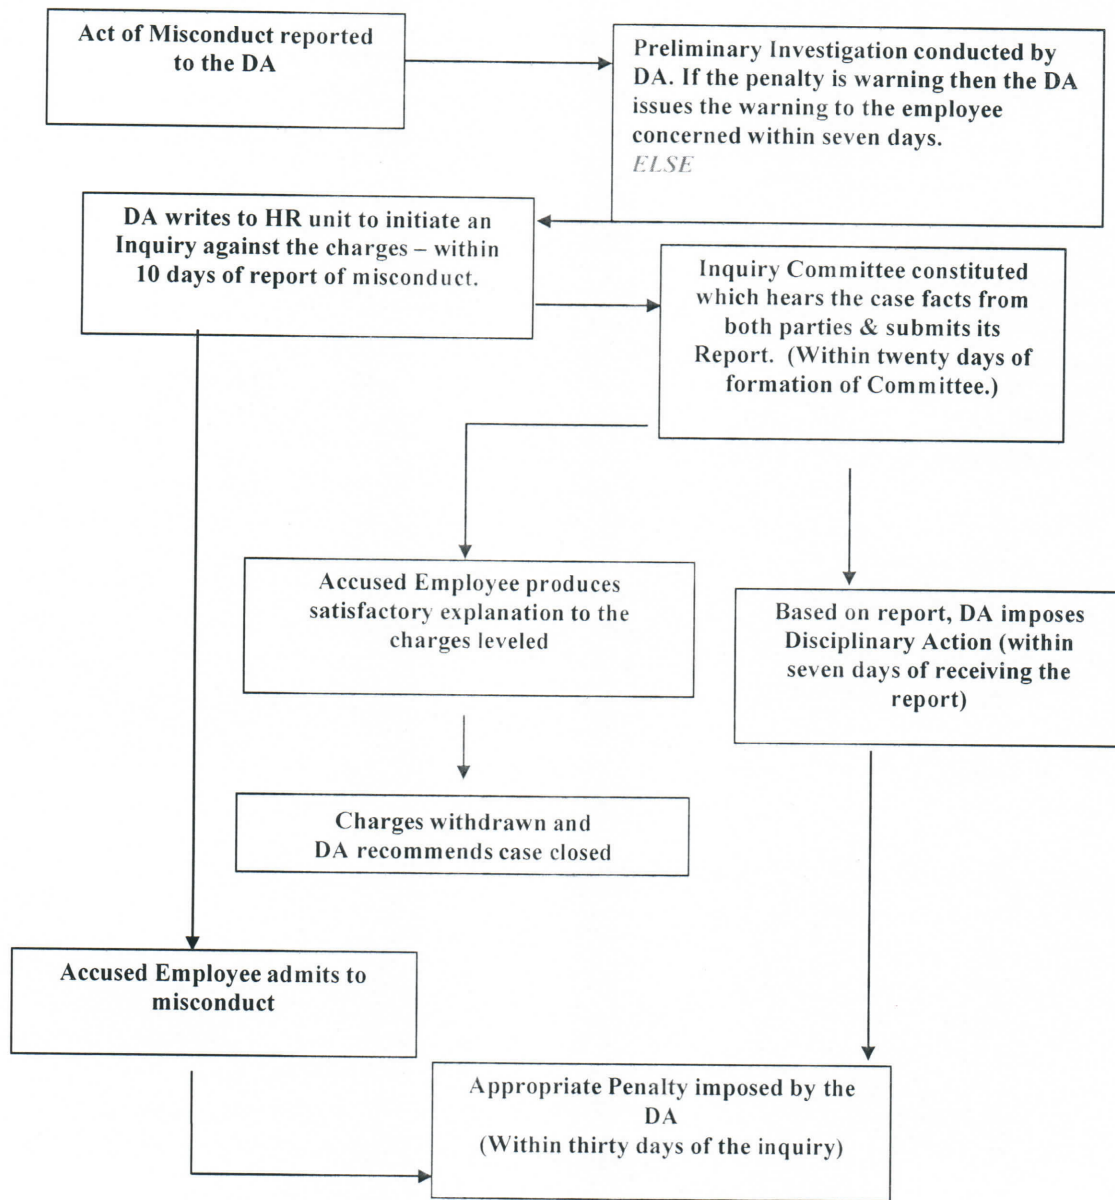 Act of Misconduct reported
to the DA
Preliminary Investigation conducted by
DA. If the penalty is warning then the DA
issues the warning to the employee
concerned within seven days.
ELSE
DA writes to HR unit to initiate an
Inquiry against the charges – within
10 days of report of misconduct.
Inquiry Committee constituted
which hears the case facts from
both parties & submits its
Report. (Within twenty days of
formation of Committee.)
Accused Employee produces
satisfactory explanation to the
charges leveled
Based on report, DA imposes
Disciplinary Action (within
seven days of receiving the
report)
Charges withdrawn and
DA recommends case closed
Accused Employee admits to
misconduct
Appropriate Penalty imposed by the
DA
(Within thirty days of the inquiry)